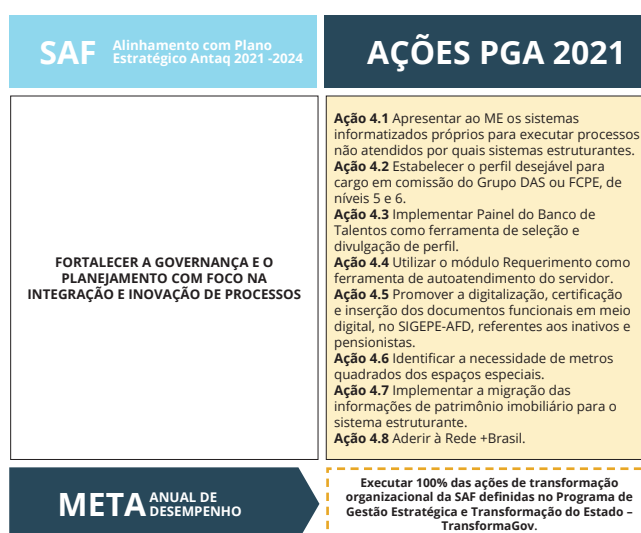 SAF Alinhamento com Plano
Estratégico Antaq 2021 -2024
AÇÕES PGA 2021
FORTALECER A GOVERNANÇA E O
PLANEJAMENTO COM FOCO NA
INTEGRAÇÃO E INOVAÇÃO DE PROCESSOS
Ação 4.1 Apresentar ao ME os sistemas
informatizados próprios para executar processos
não atendidos por quais sistemas estruturantes.
Ação 4.2 Estabelecer o perfil desejável para
cargo em comissão do Grupo DAS ou FCPE, de
níveis 5 e 6.
Ação 4.3 Implementar Painel do Banco de
Talentos como ferramenta de seleção e
divulgação de perfil.
Ação 4.4 Utilizar o módulo Requerimento como
ferramenta de autoatendimento do servidor.
Ação 4.5 Promover a digitalização, certificação
e inserção dos documentos funcionais em meio
digital, no SIGEPE-AFD, referentes aos inativos e
pensionistas.
Ação 4.6 Identificar a necessidade de metros
quadrados dos espaços especiais.
Ação 4.7 Implementar a migração das
informações de patrimônio imobiliário para o
sistema estruturante.
Ação 4.8 Aderir à Rede +Brasil.
META ANUAL DE
DESEMPENHO
Executar 100% das ações de transformação
organizacional da SAF definidas no Programa de
Gestão Estratégica e Transformação do Estado –
TransformaGov.